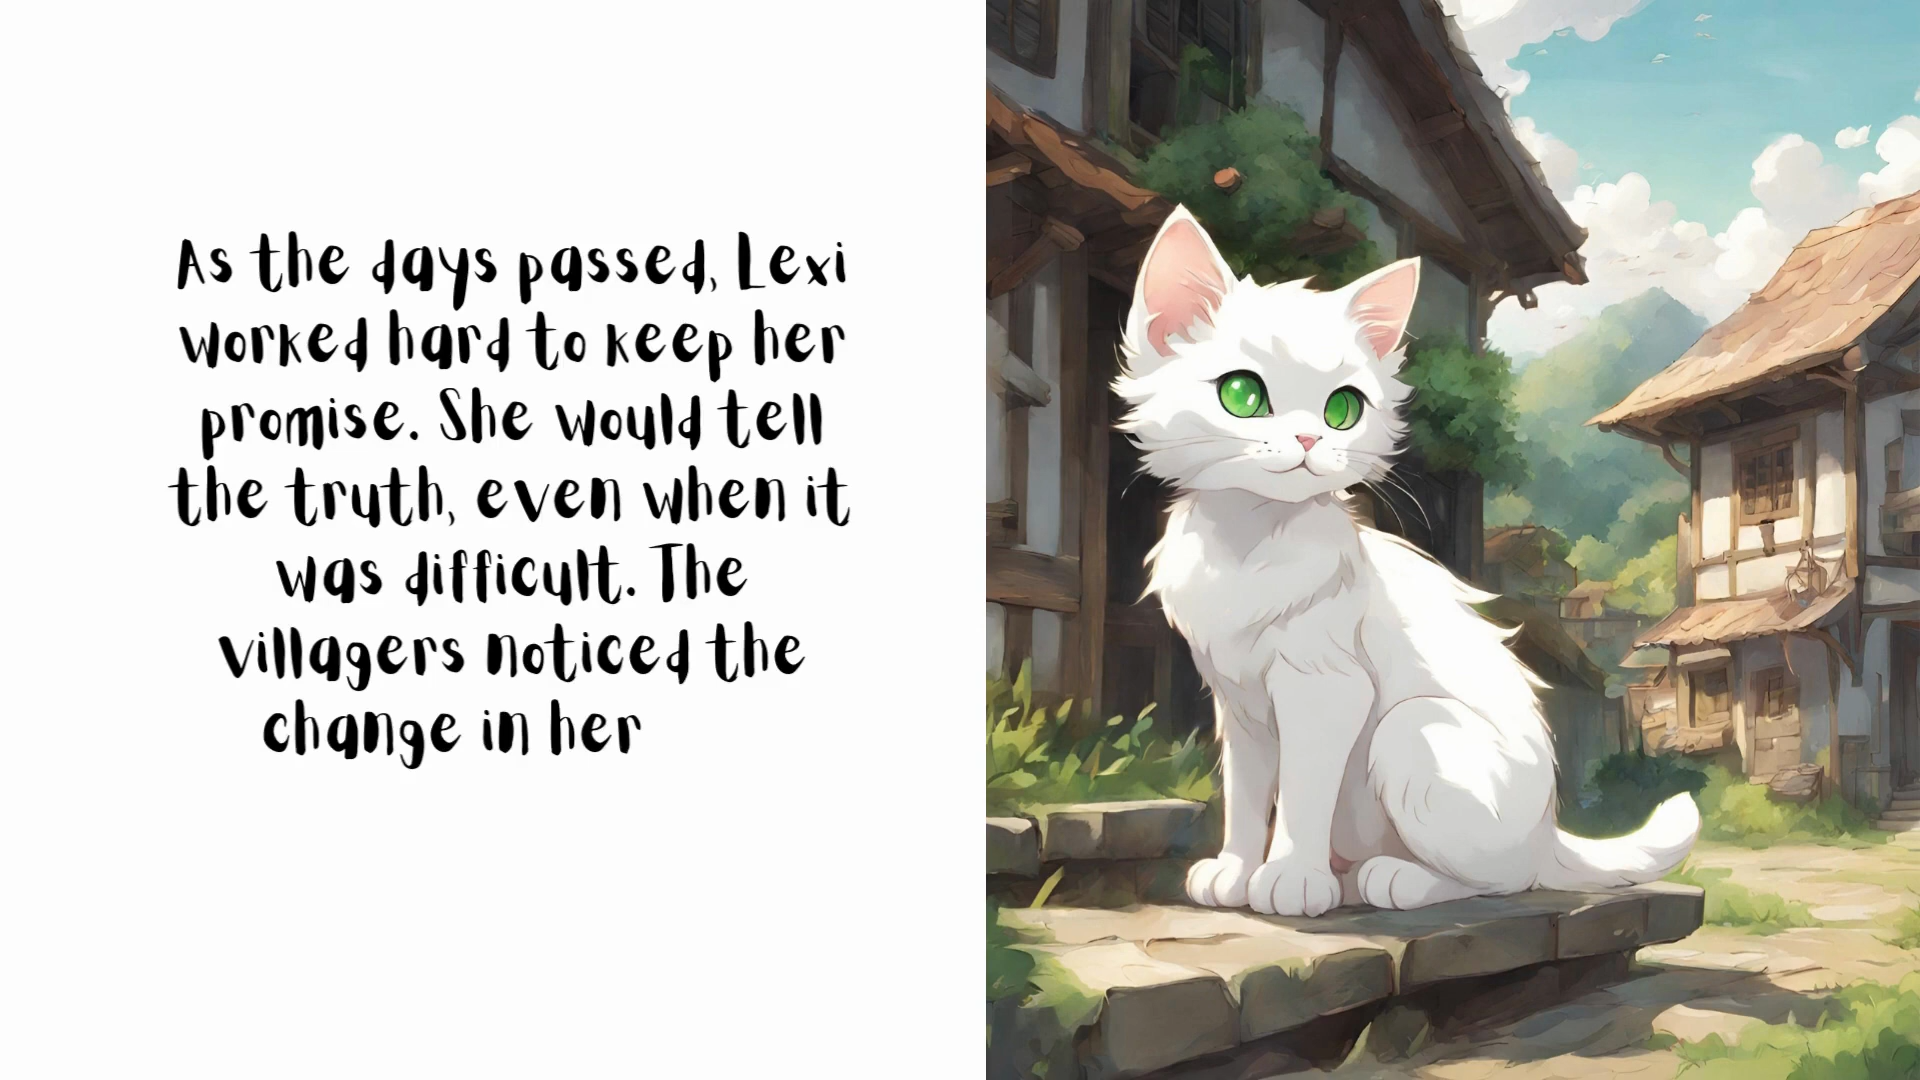 As the days passed, Lexi
worked hard to keep her
promise. She would tell
the truth, even when it
was difficult. The
villagers noticed the
change in her